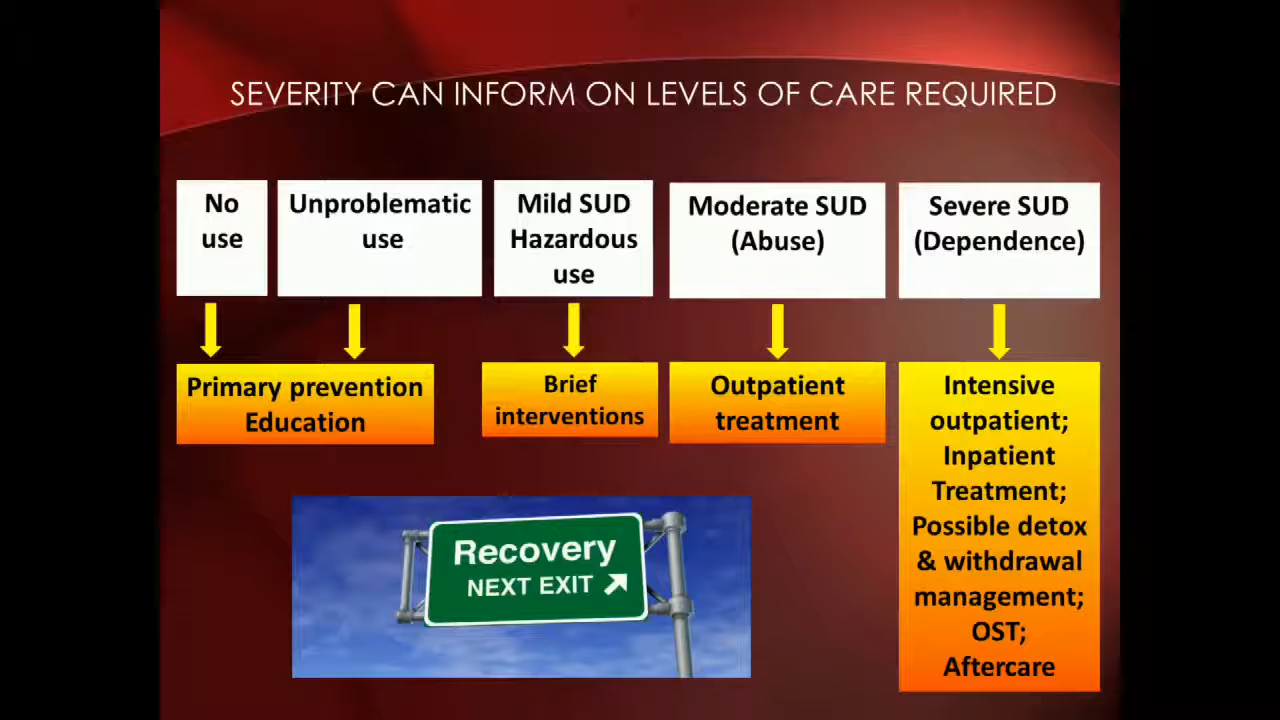 SEVERITY CAN INFORM ON LEVELS OF CARE REQUIRED
No
use
Unproblematic
use
Mild SUD
Hazardous
use
Moderate SUD
(Abuse)
Severe SUD
(Dependence)
Primary prevention
Education
Brief
interventions
Outpatient
treatment
Intensive
outpatient;
Inpatient
Treatment;
Possible detox
& withdrawal
management;
OST;
Aftercare
Recovery
NEXT EXIT